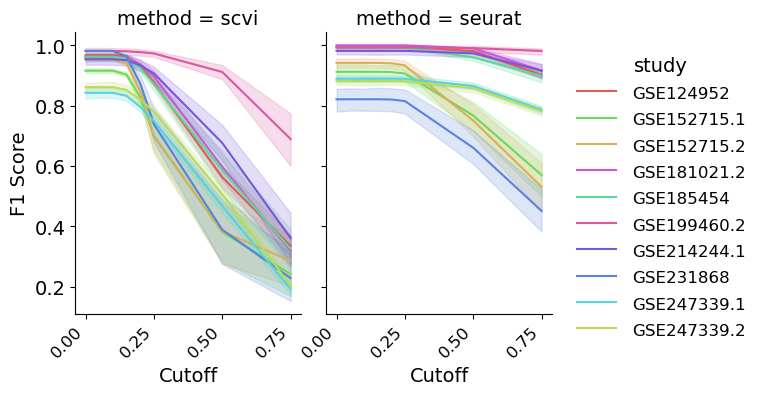 method = scvi
method = seurat
F1 Score
1.0
0.8
0.6
0.4
0.2
0.00
0.25
0.50
0.75
Cutoff
0.00
0.25
0.50
0.75
Cutoff
study
GSE124952
GSE152715.1
GSE152715.2
GSE181021.2
GSE185454
GSE199460.2
GSE214244.1
GSE231868
GSE247339.1
GSE247339.2